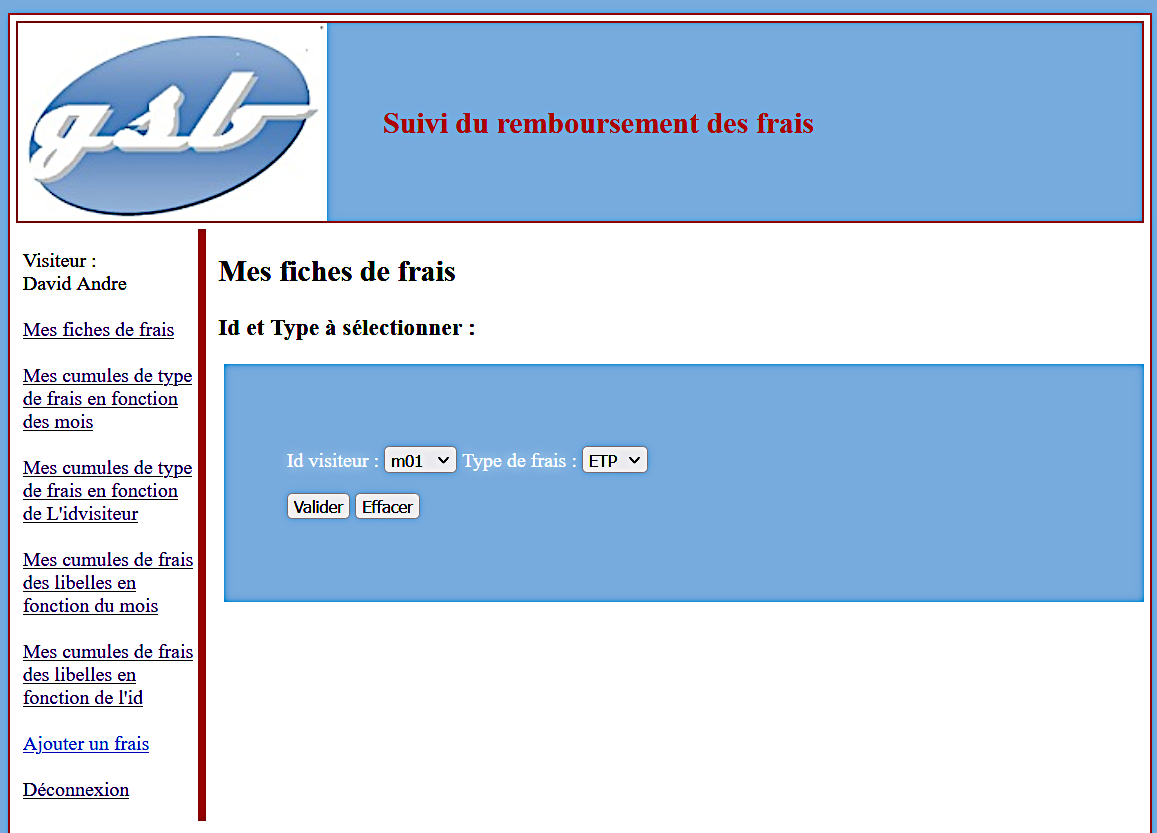 gsb
Suivi du remboursement des frais
Visiteur :
David Andre
Mes fiches de frais
Mes cumules de type
de frais en fonction
des mois
Mes cumules de type
de frais en fonction
de L'idvisiteur
Mes cumules de frais
des libelles en
fonction du mois
Mes cumules de frais
des libelles en
fonction de l'id
Ajouter un frais
Déconnexion
Mes fiches de frais
Id et Type à sélectionner :
Id visiteur : m01 Type de frais : ETP
Valider Effacer